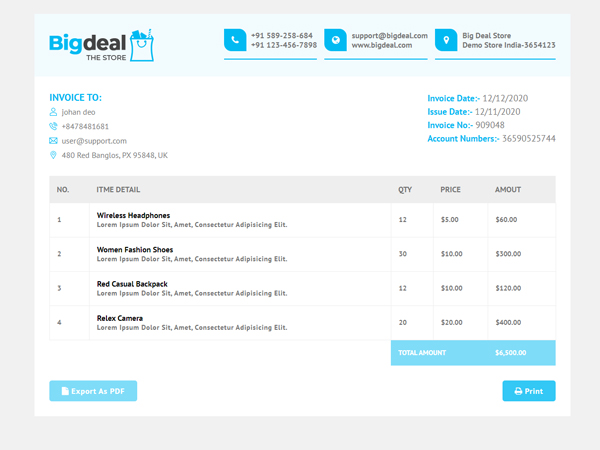 Bigdeal
THE STORE
+91 589-258-684
+91 123-456-7898
support@bigdeal.com
www.bigdeal.com
Big Deal Store
Demo Store India-3654123
INVOICE TO:
Johan deo
+8478481681
user@support.com
480 Red Banglos, PX 95848, UK
Invoice Date:- 12/12/2020
Issue Date:- 12/11/2020
Invoice No:- 909048
Account Numbers:- 36590525744
NO. ITME DETAIL QTY PRICE AMOUT
1 Wireless Headphones 12 $5.00 $60.00
Lorem Ipsum Dolor Sit, Amet, Consectetur Adipisicing Elit.
2 Women Fashion Shoes 30 $10.00 $300.00
Lorem Ipsum Dolor Sit, Amet, Consectetur Adipisicing Elit.
3 Red Casual Backpack 12 $10.00 $120.00
Lorem Ipsum Dolor Sit, Amet, Consectetur Adipisicing Elit.
4 Relex Camera 20 $20.00 $400.00
Lorem Ipsum Dolor Sit, Amet, Consectetur Adipisicing Elit.
TOTAL AMOUNT $6,500.00
Export As PDF
Print